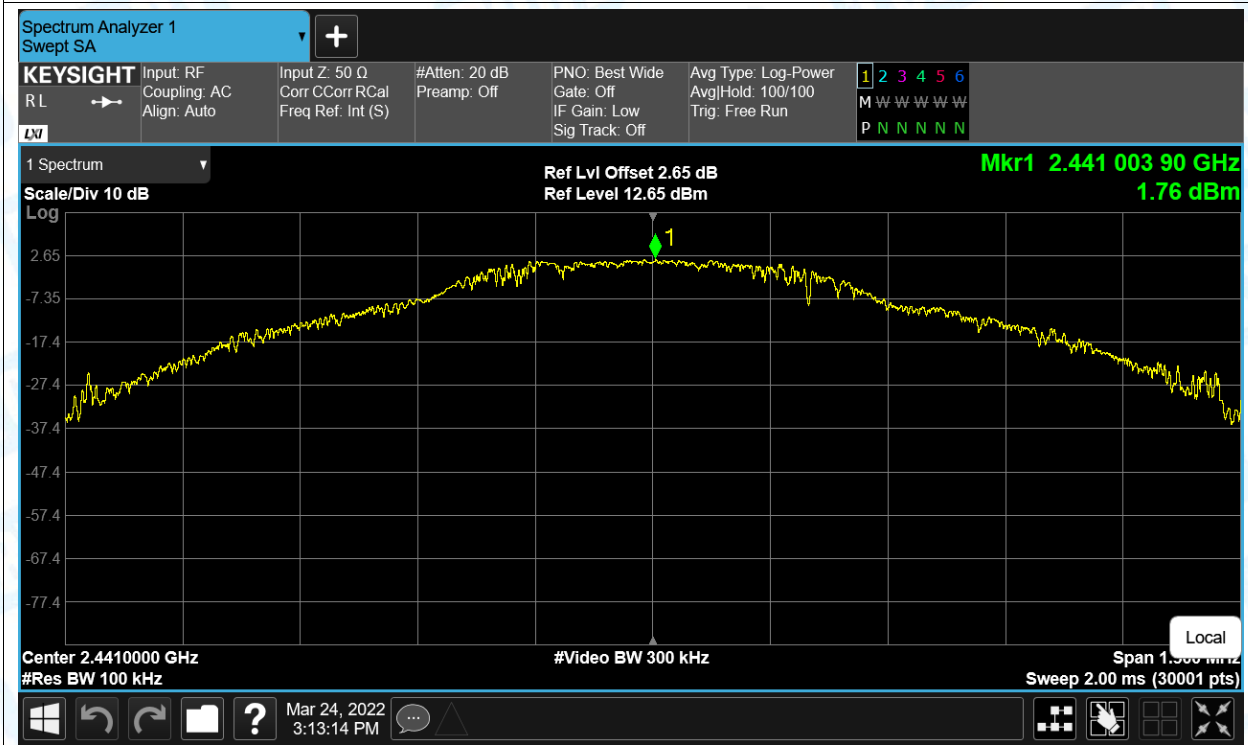 Spectrum Analyzer 1
Swept SA
KEYSIGHT
R L
LXI
Input: RF
Coupling: AC
Align: Auto
Input Z: 50 Ω
Corr CCorr RCal
Freq Ref: Int (S)
#Atten: 20 dB
Preamp: Off
PNO: Best Wide
Gate: Off
IF Gain: Low
Sig Track: Off
Avg Type: Log-Power
Avg|Hold: 100/100
Trig: Free Run
1 2 3 4 5 6
M W W W W W
P N N N N N
1 Spectrum
Scale/Div 10 dB
Log
Ref Lvl Offset 2.65 dB
Ref Level 12.65 dBm
Mkr1 2.441 003 90 GHz
1.76 dBm
1
2.65
-7.35
-17.4
-27.4
-37.4
-47.4
-57.4
-67.4
-77.4
Local
Center 2.4410000 GHz
#Video BW 300 kHz
Span
#Res BW 100 kHz
Sweep 2.00 ms (30001 pts)
?
Mar 24, 2022
3:13:14 PM